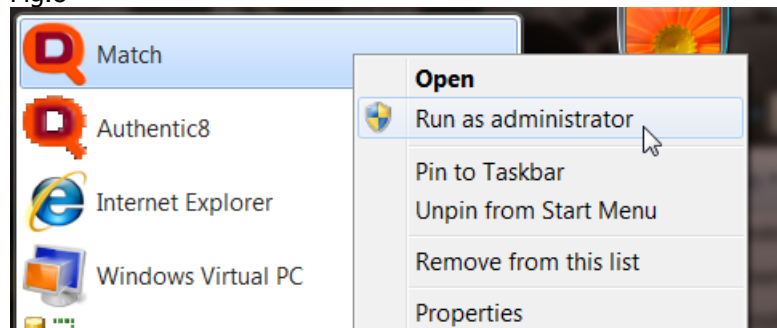 Match
Authentic8
Internet Explorer
Windows Virtual PC
Open
Run as administrator
Pin to Taskbar
Unpin from Start Menu
Remove from this list
Properties